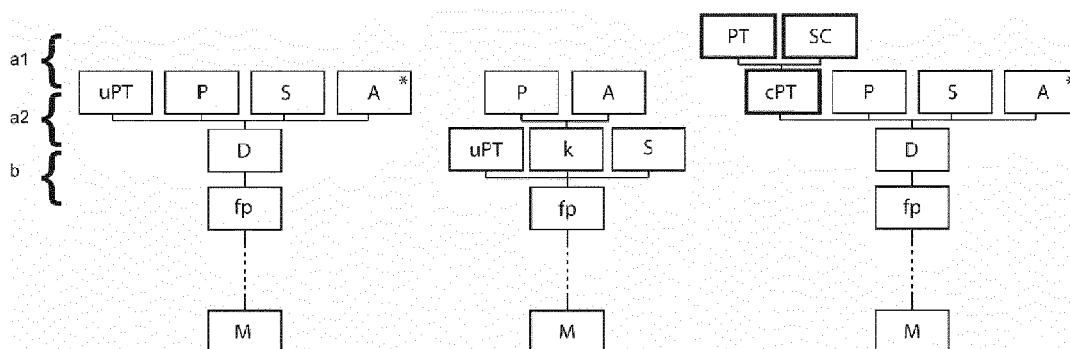 PT SC
a1
uPT P S A * P A cPT P S A *
a2
D uPT k S D
b
fp fp fp
M M M